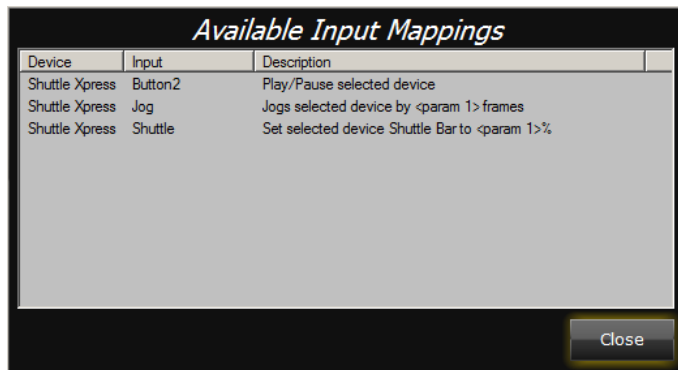 Available Input Mappings
Device Input Description
Shuttle Xpress Button2 Play/Pause selected device
Shuttle Xpress Jog Jogs selected device by <param 1> frames
Shuttle Xpress Shuttle Set selected device Shuttle Bar to <param 1>%
Close